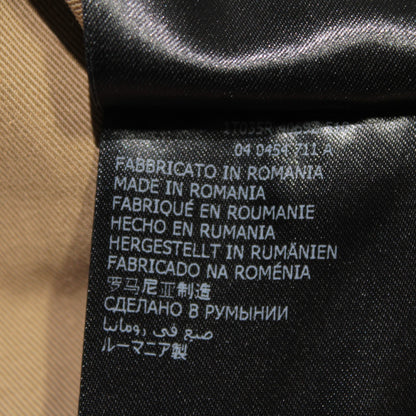 04 0454 711 A
FABBRICATO IN ROMANIA
MADE IN ROMANIA
FABRIQUÉ EN ROUMANIE
HECHO EN RUMANIA
HERGESTELLT IN RUMÄNIEN
FABRICADO NA ROMÉNIA
罗马尼亚制造
СДЕЛАНО В РУМЫНИИ
صنع في رومانيا
ルーマニア製